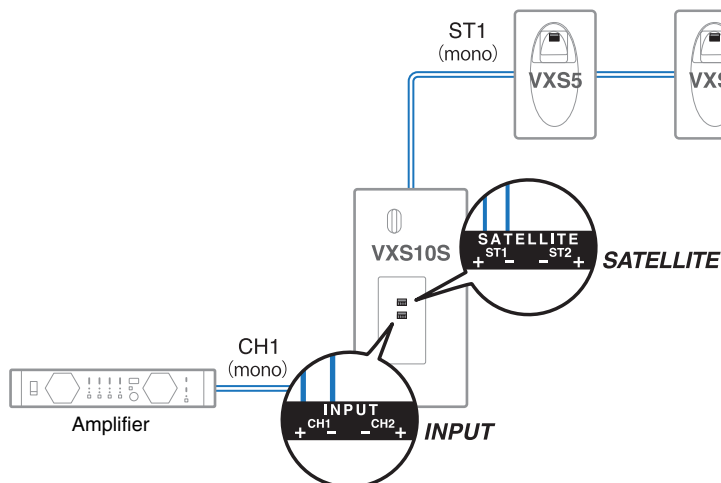 ST1
(mono)
VXS5
VXS
VXS10S
SATELLITE
+ ST1 - - ST2 +
SATELLITE
CH1
(mono)
Amplifier
INPUT
+ CH1 - - CH2 +
INPUT